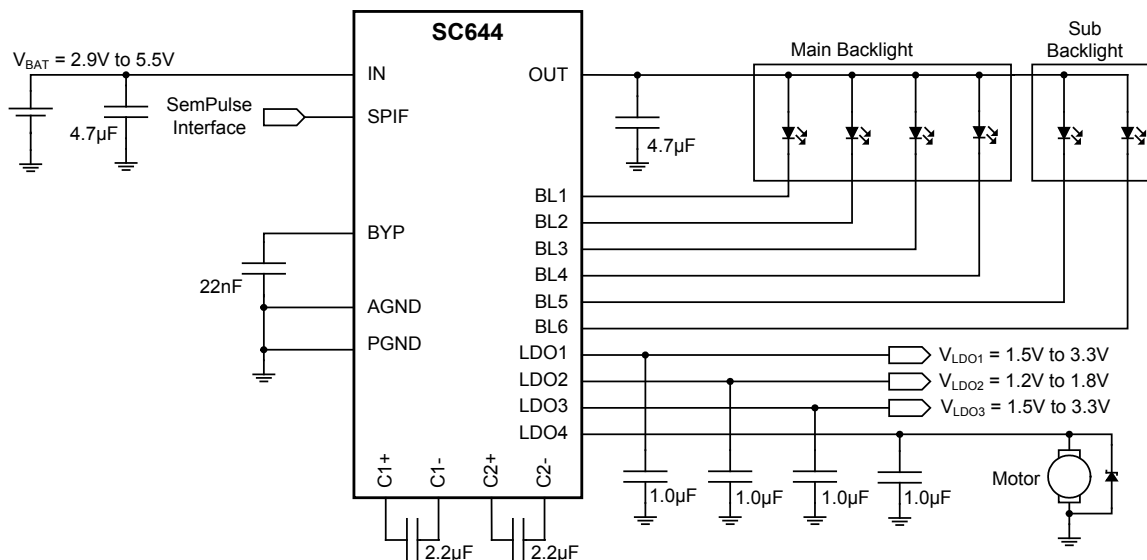 SC644
V_BAT = 2.9V to 5.5V
IN
OUT
Main Backlight
Sub
Backlight
SemPulse
Interface
SPIF
4.7µF
4.7µF
BL1
BL2
BYP
BL3
BL4
22nF
BL5
AGND
BL6
PGND
LDO1
V_LDO1 = 1.5V to 3.3V
LDO2
V_LDO2 = 1.2V to 1.8V
LDO3
V_LDO3 = 1.5V to 3.3V
LDO4
C1+
C1-
C2+
C2-
Motor
1.0µF
1.0µF
1.0µF
1.0µF
2.2µF
2.2µF